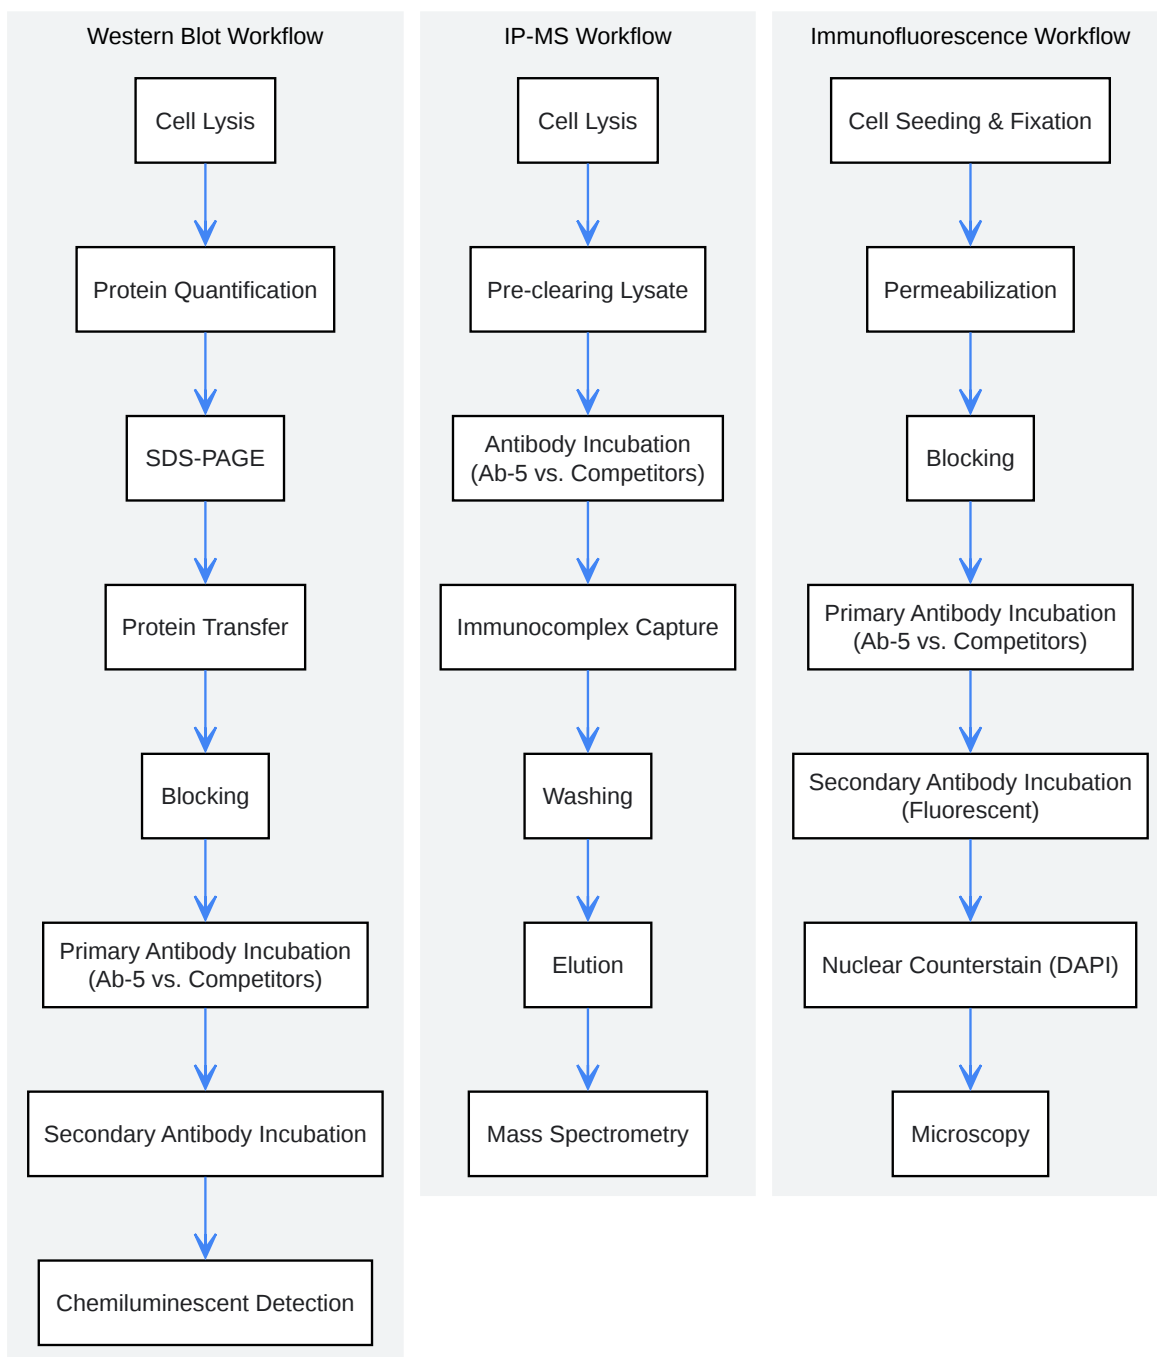 Western Blot Workflow
Cell Lysis
Protein Quantification
SDS-PAGE
Protein Transfer
Blocking
Primary Antibody Incubation
(Ab-5 vs. Competitors)
Secondary Antibody Incubation
Chemiluminescent Detection
IP-MS Workflow
Cell Lysis
Pre-clearing Lysate
Antibody Incubation
(Ab-5 vs. Competitors)
Immunocomplex Capture
Washing
Elution
Mass Spectrometry
Immunofluorescence Workflow
Cell Seeding & Fixation
Permeabilization
Blocking
Primary Antibody Incubation
(Ab-5 vs. Competitors)
Secondary Antibody Incubation
(Fluorescent)
Nuclear Counterstain (DAPI)
Microscopy